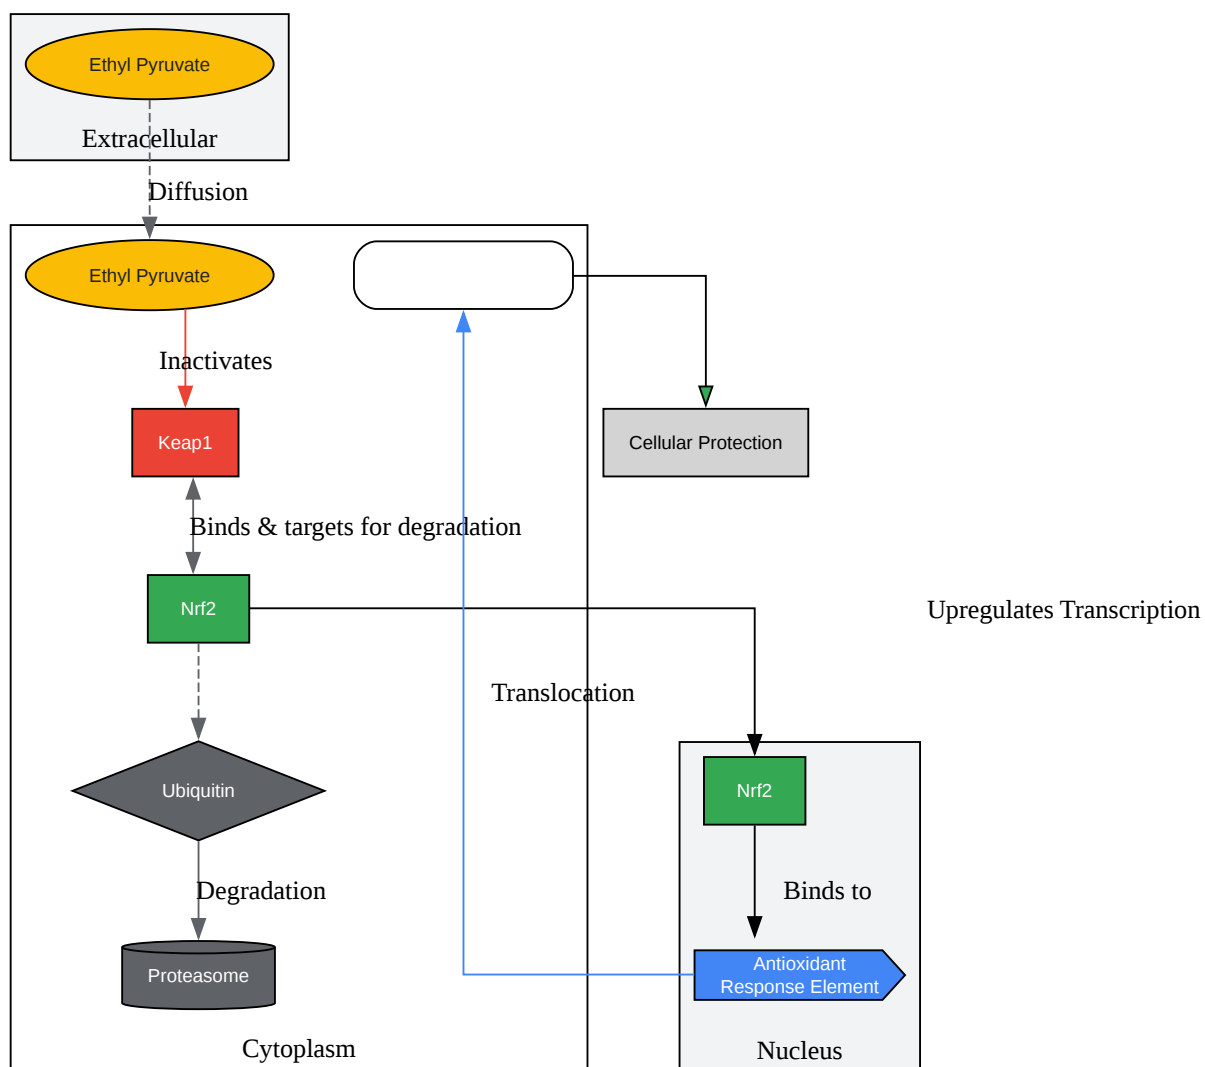 Ethyl Pyruvate
Extracellular
Diffusion
Ethyl Pyruvate
Inactivates
Keap1
Cellular Protection
Binds & targets for degradation
Nrf2
Upregulates Transcription
Translocation
Ubiquitin
Nrf2
Degradation
Binds to
Antioxidant
Response Element
Proteasome
Cytoplasm
Nucleus